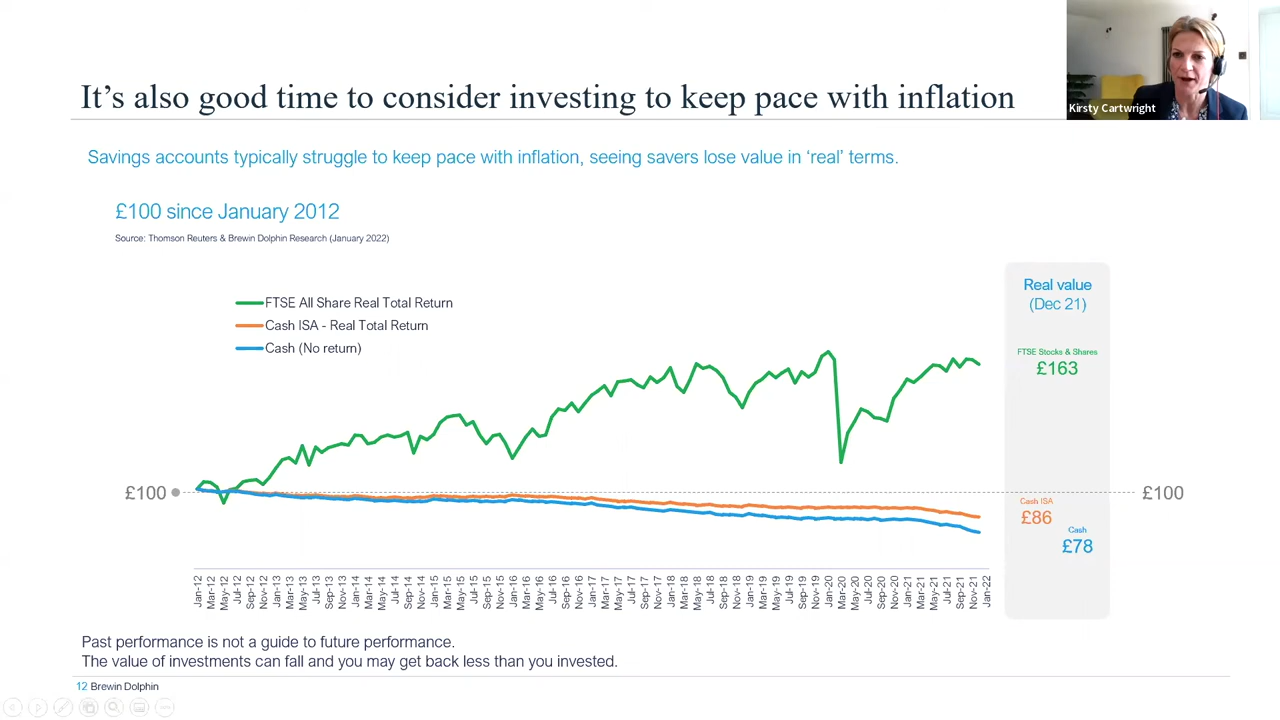 It's also good time to consider investing to keep pace with inflation
Kirsty Cartwright
Savings accounts typically struggle to keep pace with inflation, seeing savers lose value in ‘real’ terms.
£100 since January 2012
Source: Thomson Reuters & Brewin Dolphin Research (January 2022)
FTSE All Share Real Total Return
Cash ISA - Real Total Return
Cash (No return)
Real value
(Dec 21)
FTSE Stocks & Shares
£163
£100
£100
Cash ISA
£86
Cash
£78
Jan-12
Mar-12
May-12
Jul-12
Sep-12
Nov-12
Jan-13
Mar-13
May-13
Jul-13
Sep-13
Nov-13
Jan-14
Mar-14
May-14
Jul-14
Sep-14
Nov-14
Jan-15
Mar-15
May-15
Jul-15
Sep-15
Nov-15
Jan-16
Mar-16
May-16
Jul-16
Sep-16
Nov-16
Jan-17
Mar-17
May-17
Jul-17
Sep-17
Nov-17
Jan-18
Mar-18
May-18
Jul-18
Sep-18
Nov-18
Jan-19
Mar-19
May-19
Jul-19
Sep-19
Nov-19
Jan-20
Mar-20
May-20
Jul-20
Sep-20
Nov-20
Jan-21
Mar-21
May-21
Jul-21
Sep-21
Nov-21
Jan-22
Past performance is not a guide to future performance.
The value of investments can fall and you may get back less than you invested.
12 Brewin Dolphin